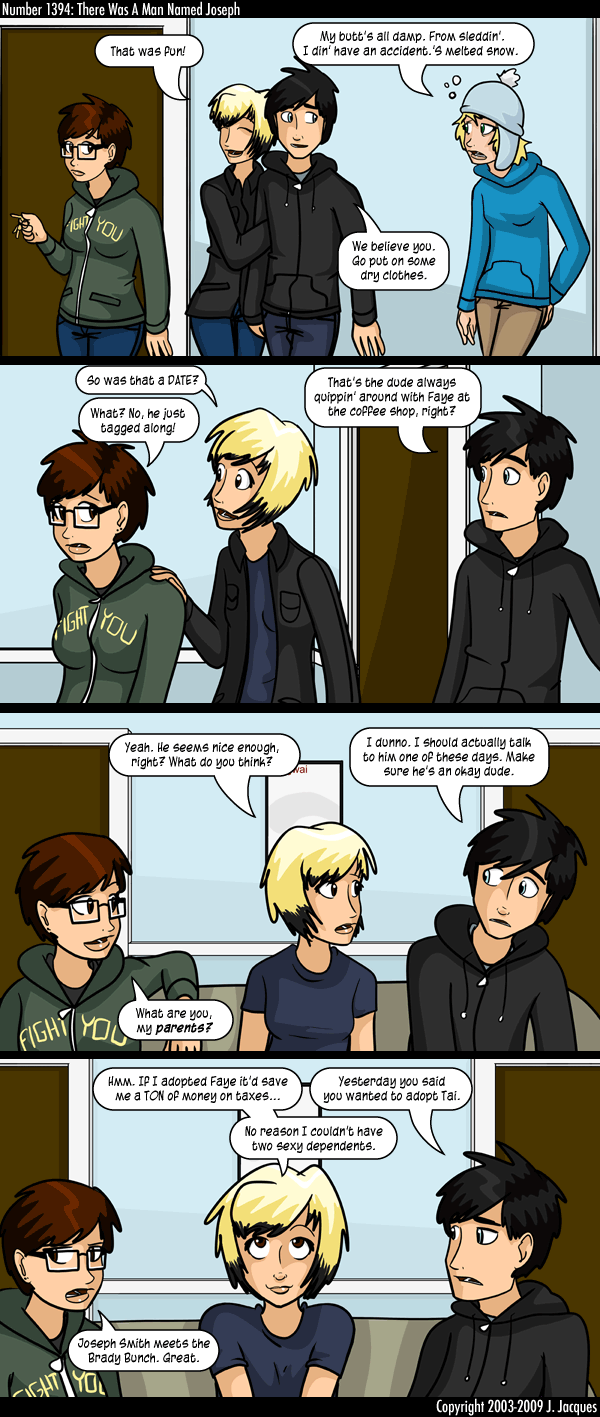 Number 1394: There Was A Man Named Joseph
That was fun!
My butt's all damp. From sleddin'.
I din' have an accident.'S melted snow.
We believe you.
Go put on some
dry clothes.
FIGHT YOU
So was that a DATE?
What? No, he just
tagged along!
That's the dude always
quippin' around with Faye at
the coffee shop, right?
FIGHT YOU
Yeah. He seems nice enough,
right? What do you think?
I dunno. I should actually talk
to him one of these days. Make
sure he's an okay dude.
wai
What are you,
my parents?
FIGHT YOU
Hmm. If I adopted Faye it'd save
me a TON of money on taxes...
Yesterday you said
you wanted to adopt Tai.
No reason I couldn't have
two sexy dependents.
Joseph Smith meets the
Brady Bunch. Great.
FIGHT YOU
Copyright 2003-2009 J. Jacques